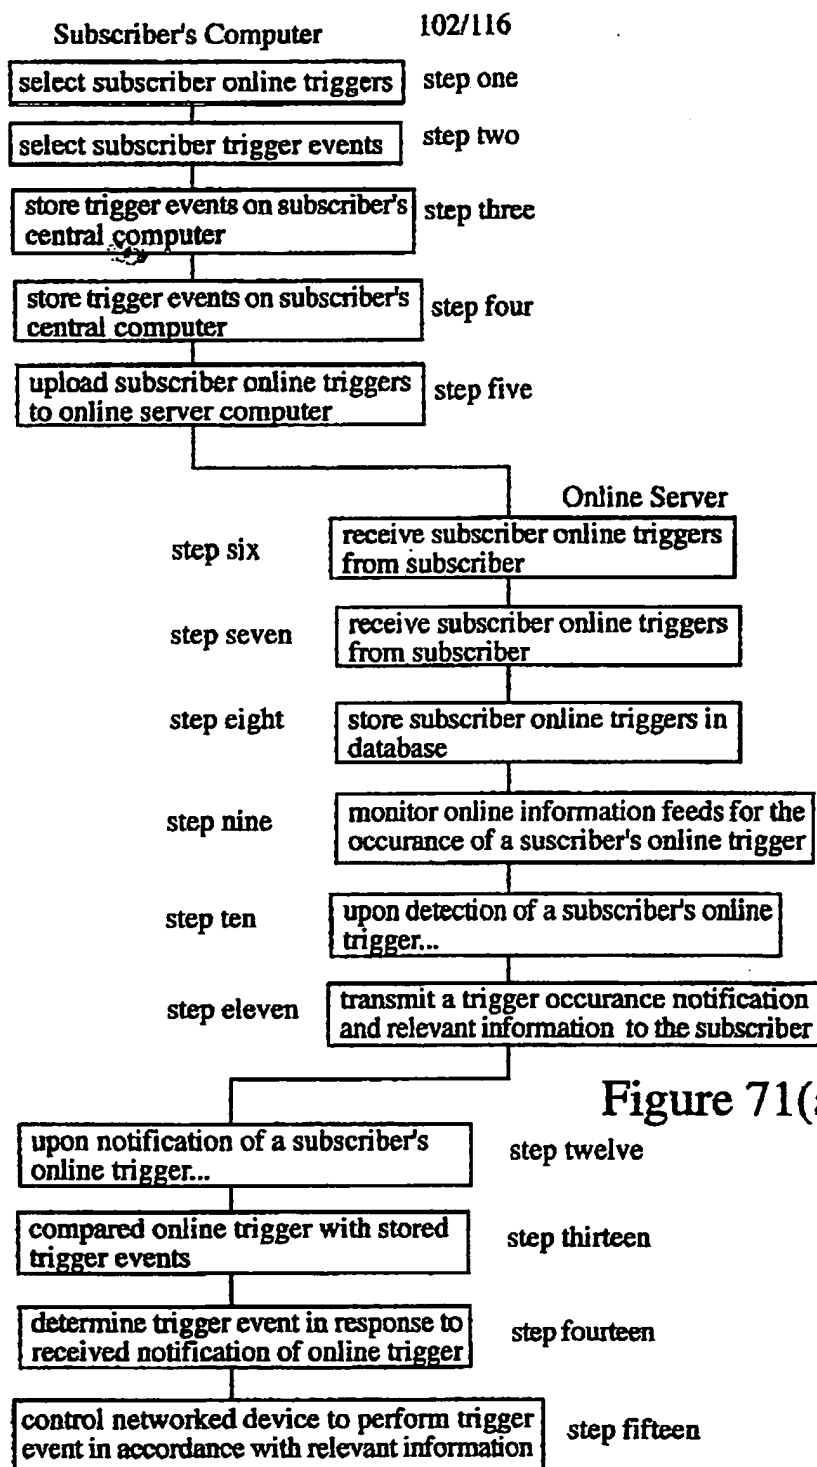 Subscriber's Computer
102/116
select subscriber online triggers
step one
select subscriber trigger events
step two
store trigger events on subscriber's
central computer
step three
store trigger events on subscriber's
central computer
step four
upload subscriber online triggers
to online server computer
step five
Online Server
step six
receive subscriber online triggers
from subscriber
step seven
receive subscriber online triggers
from subscriber
step eight
store subscriber online triggers in
database
step nine
monitor online information feeds for the
occurance of a suscriber's online trigger
step ten
upon detection of a subscriber's online
trigger...
step eleven
transmit a trigger occurance notification
and relevant information to the subscriber
Figure 71(a
upon notification of a subscriber's
online trigger...
step twelve
compared online trigger with stored
trigger events
step thirteen
determine trigger event in response to
received notification of online trigger
step fourteen
control networked device to perform trigger
event in accordance with relevant information
step fifteen